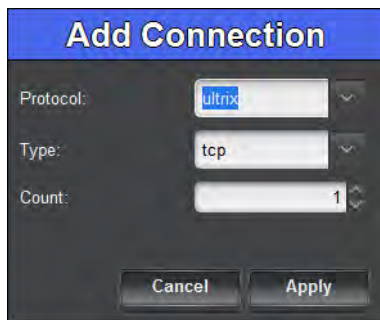 Add Connection
Protocol: ultrix
Type: tcp
Count: 1
Cancel Apply